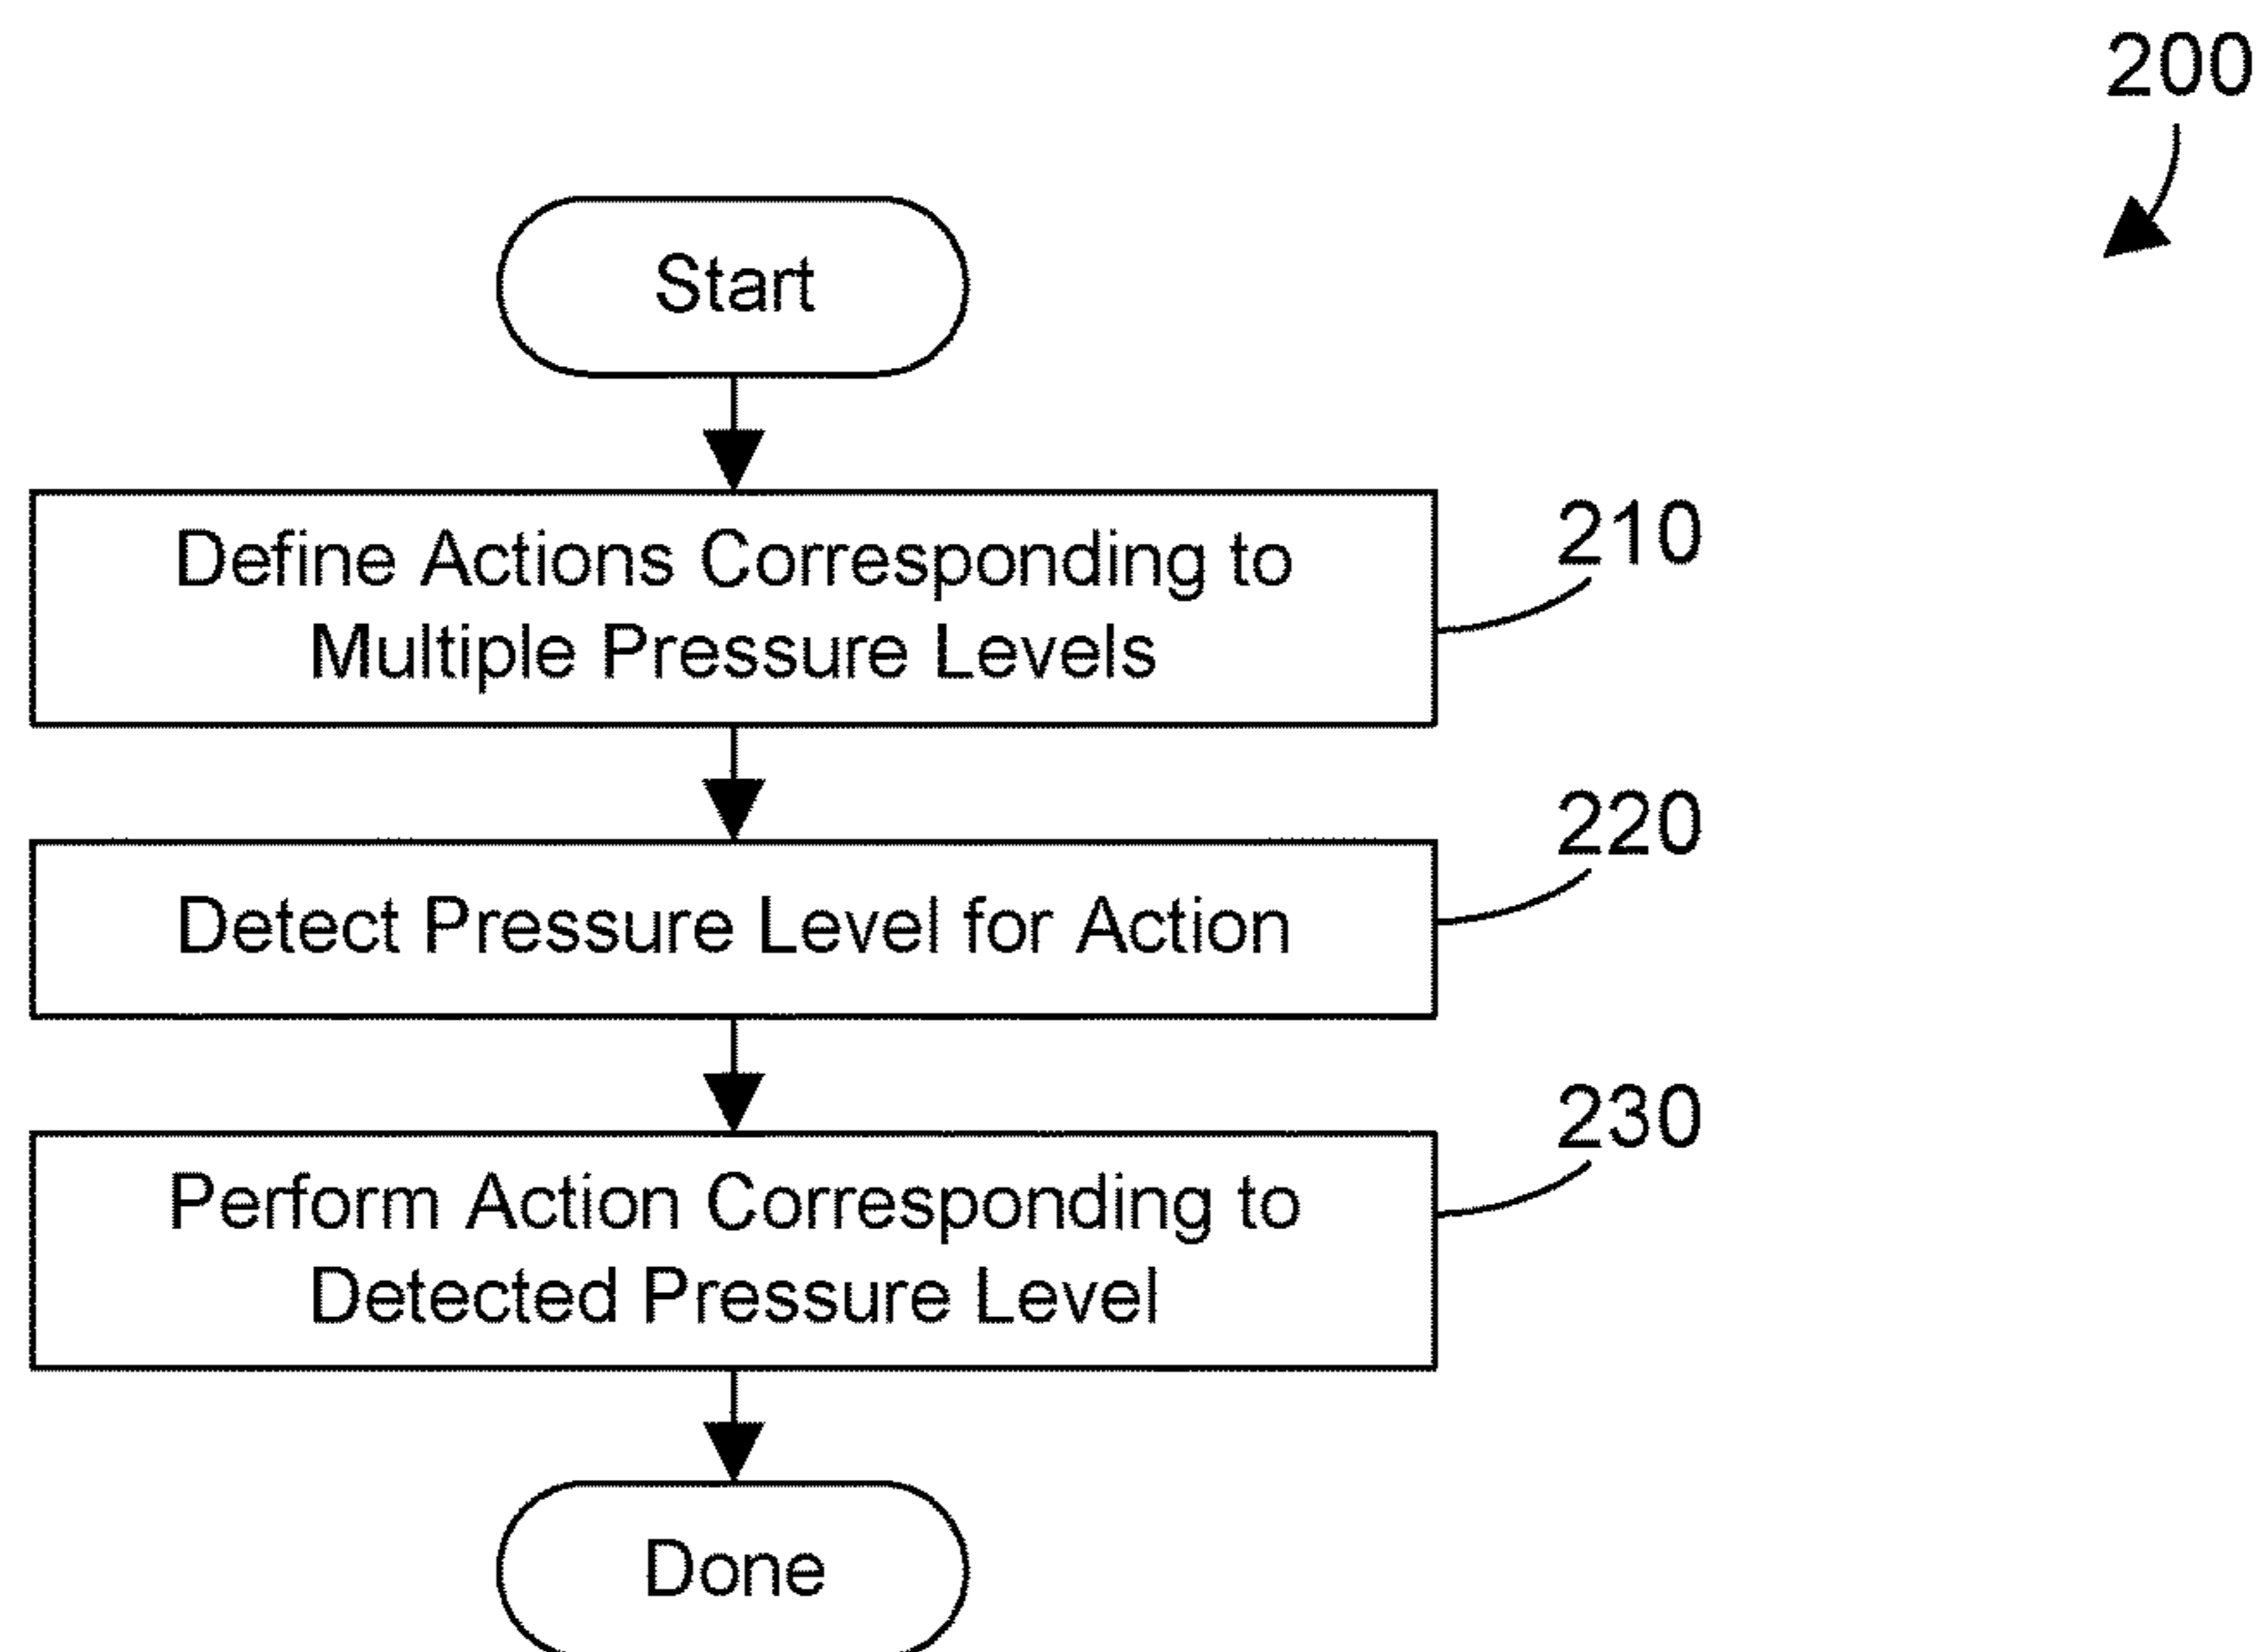 200
Start
Define Actions Corresponding to
Multiple Pressure Levels
210
Detect Pressure Level for Action
220
Perform Action Corresponding to
Detected Pressure Level
230
Done